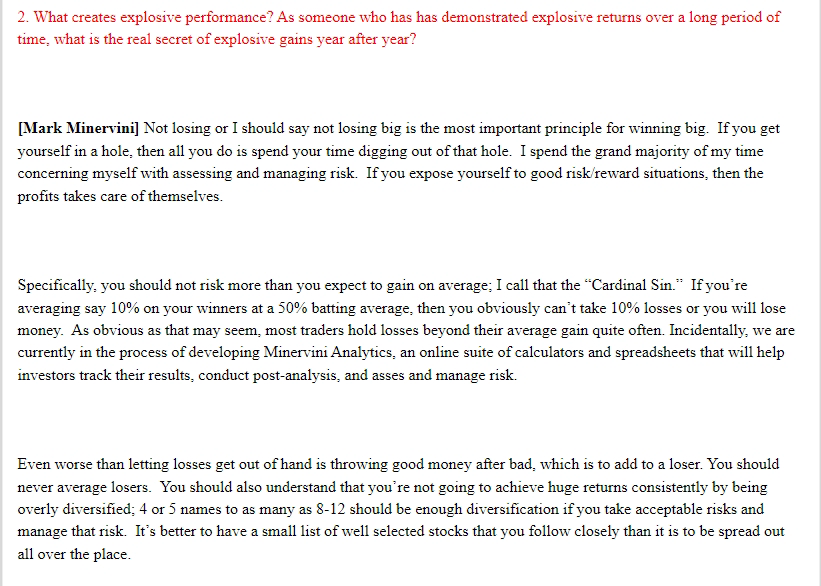 2. What creates explosive performance? As someone who has has demonstrated explosive returns over a long period of
time, what is the real secret of explosive gains year after year?
[Mark Minervini] Not losing or I should say not losing big is the most important principle for winning big. If you get
yourself in a hole, then all you do is spend your time digging out of that hole. I spend the grand majority of my time
concerning myself with assessing and managing risk. If you expose yourself to good risk/reward situations, then the
profits takes care of themselves.
Specifically, you should not risk more than you expect to gain on average; I call that the “Cardinal Sin.” If you’re
averaging say 10% on your winners at a 50% batting average, then you obviously can’t take 10% losses or you will lose
money. As obvious as that may seem, most traders hold losses beyond their average gain quite often. Incidentally, we are
currently in the process of developing Minervini Analytics, an online suite of calculators and spreadsheets that will help
investors track their results, conduct post-analysis, and asses and manage risk.
Even worse than letting losses get out of hand is throwing good money after bad, which is to add to a loser. You should
never average losers. You should also understand that you’re not going to achieve huge returns consistently by being
overly diversified; 4 or 5 names to as many as 8-12 should be enough diversification if you take acceptable risks and
manage that risk. It’s better to have a small list of well selected stocks that you follow closely than it is to be spread out
all over the place.